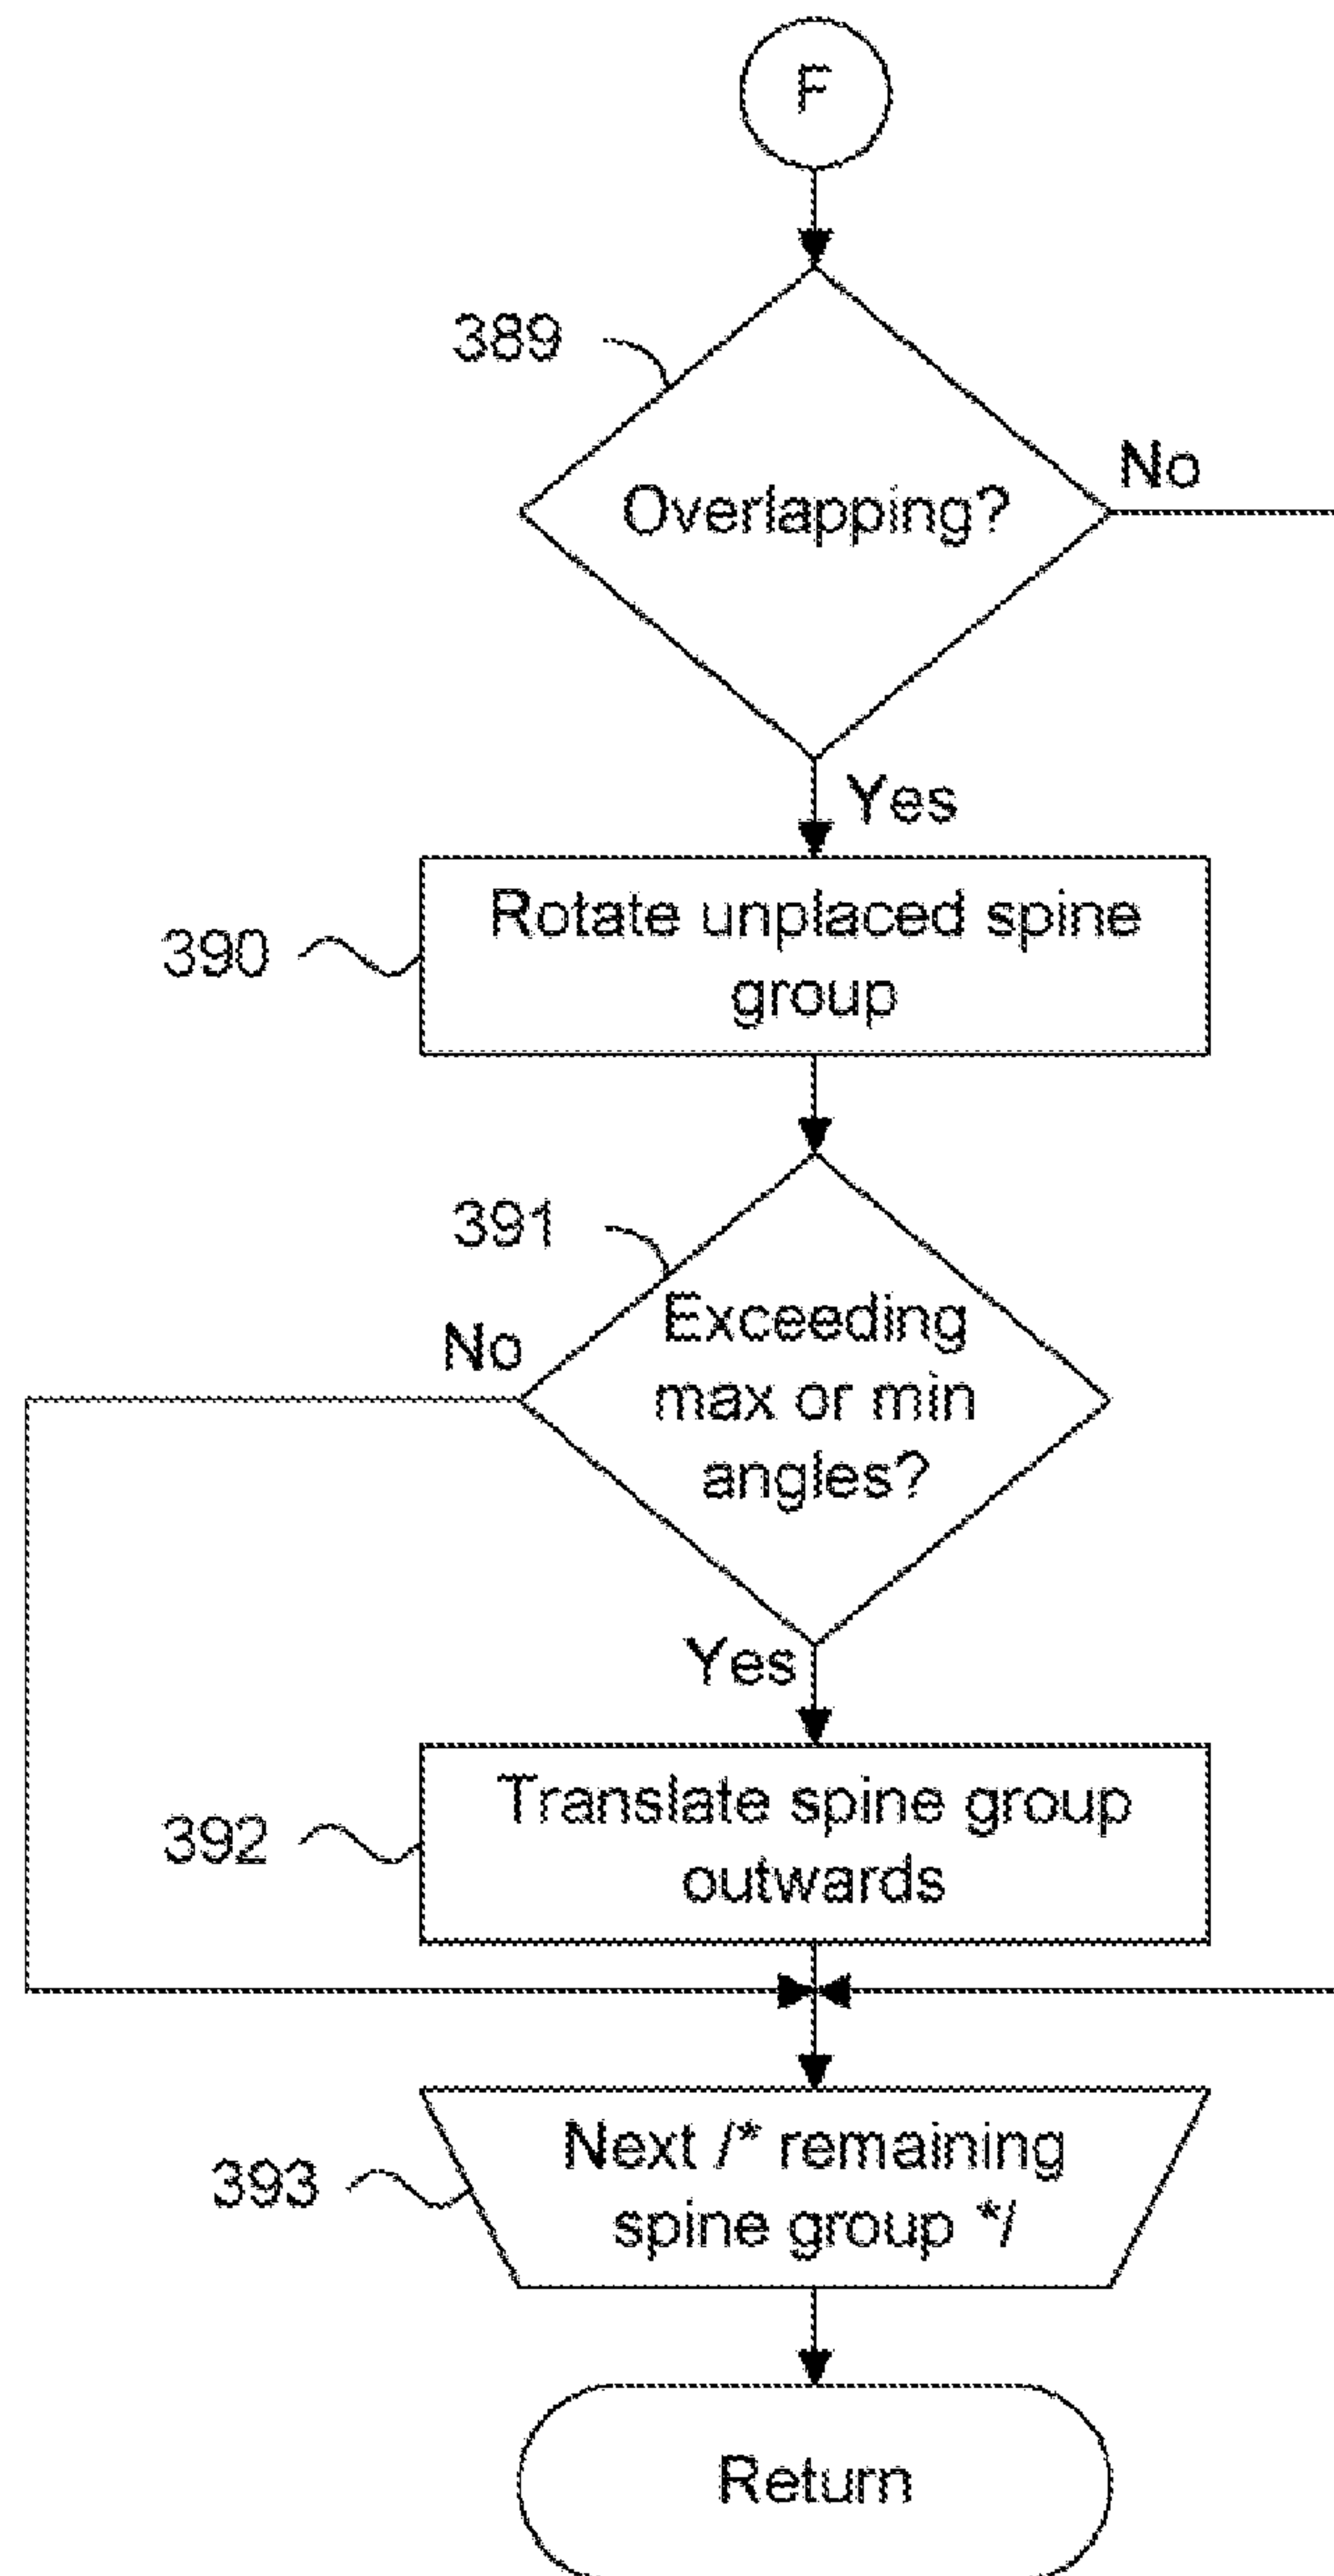 F
389
No
Overlapping?
Yes
390
Rotate unplaced spine
group
391
No
Exceeding
max or min
angles?
Yes
392
Translate spine group
outwards
393
Next /* remaining
spine group */
Return